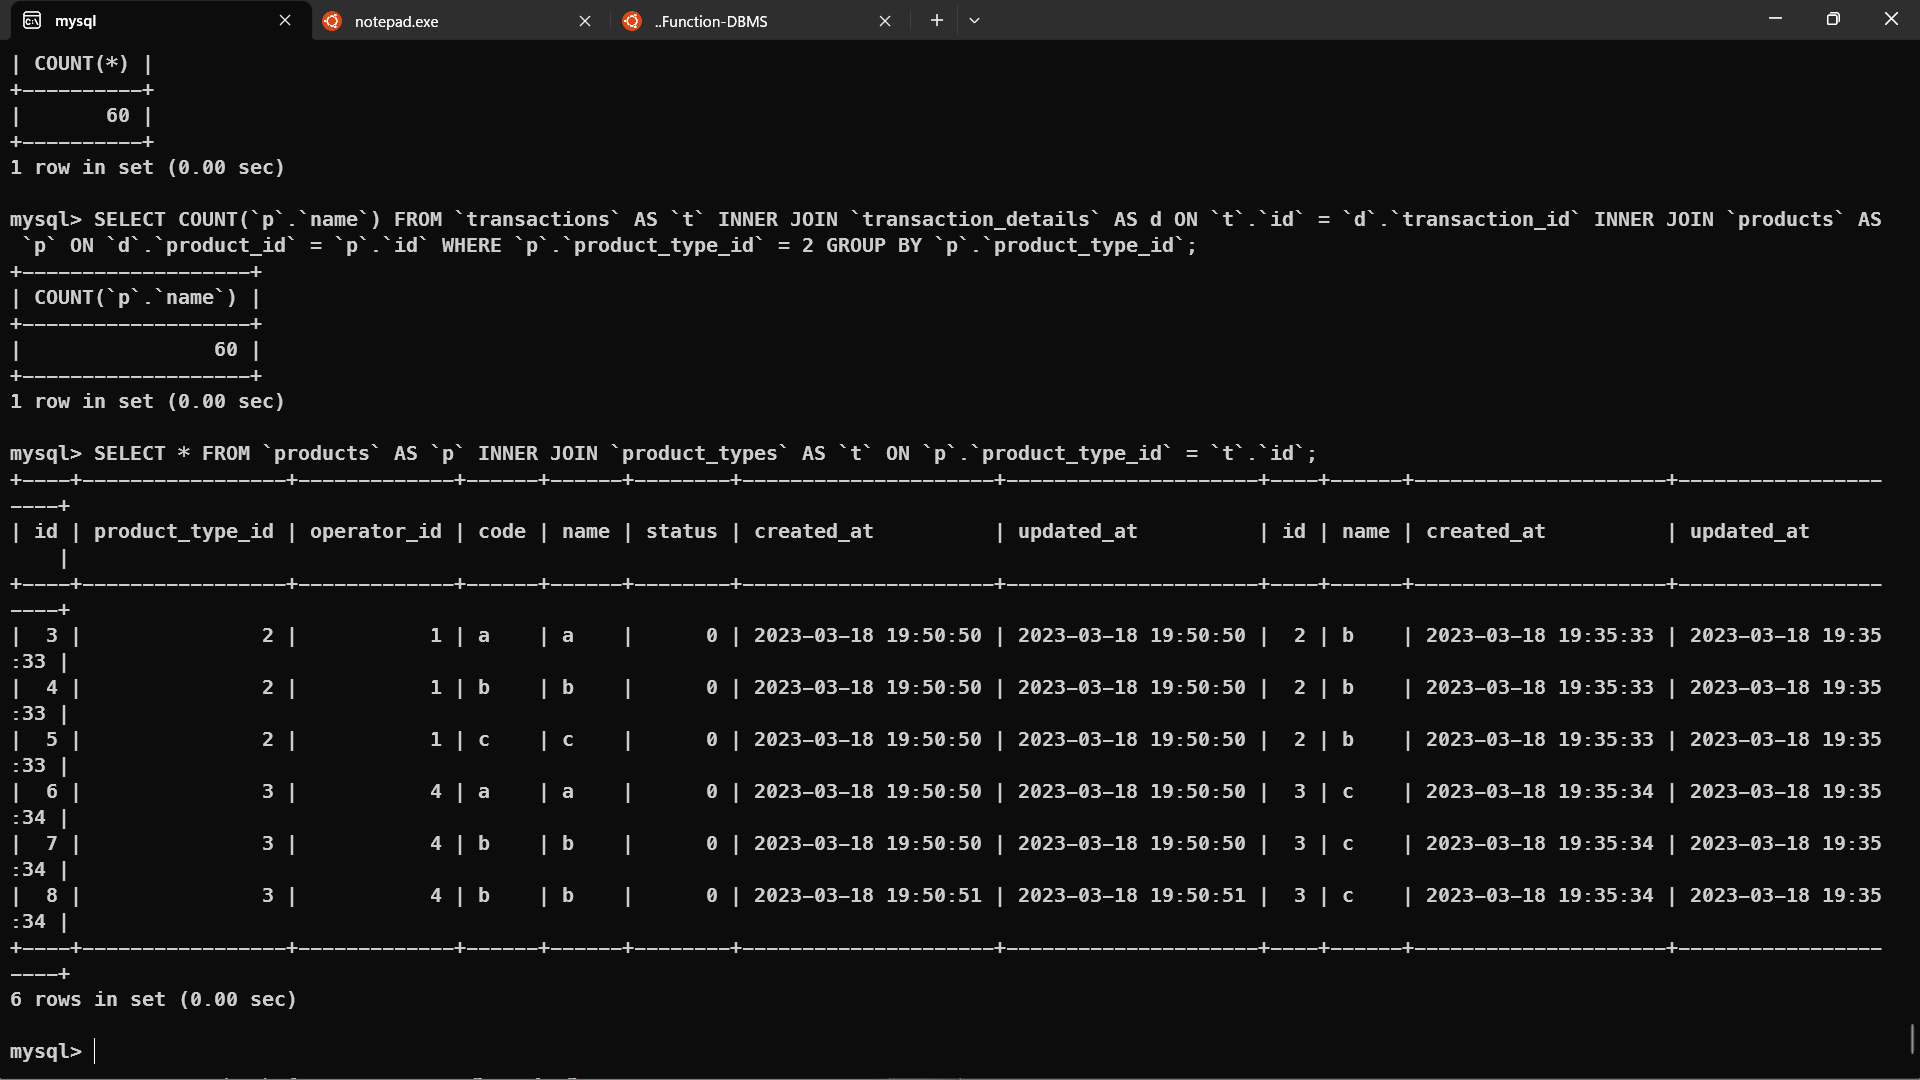 mysql
notepad.exe
..Function-DBMS
| COUNT(*) |
+----------+
|       60 |
+----------+
1 row in set (0.00 sec)
mysql> SELECT COUNT(`p`.`name`) FROM `transactions` AS `t` INNER JOIN `transaction_details` AS d ON `t`.`id` = `d`.`transaction_id` INNER JOIN `products` AS
 `p` ON `d`.`product_id` = `p`.`id` WHERE `p`.`product_type_id` = 2 GROUP BY `p`.`product_type_id`;
+-------------------+
| COUNT(`p`.`name`) |
+-------------------+
|                60 |
+-------------------+
1 row in set (0.00 sec)
mysql> SELECT * FROM `products` AS `p` INNER JOIN `product_types` AS `t` ON `p`.`product_type_id` = `t`.`id`;
+----+-----------------+-------------+------+------+--------+---------------------+---------------------+----+------+---------------------+-----------------
----+
| id | product_type_id | operator_id | code | name | status | created_at          | updated_at          | id | name | created_at          | updated_at
    |
+----+-----------------+-------------+------+------+--------+---------------------+---------------------+----+------+---------------------+-----------------
----+
|  3 |               2 |           1 | a    | a    |      0 | 2023-03-18 19:50:50 | 2023-03-18 19:50:50 |  2 | b    | 2023-03-18 19:35:33 | 2023-03-18 19:35
:33 |
|  4 |               2 |           1 | b    | b    |      0 | 2023-03-18 19:50:50 | 2023-03-18 19:50:50 |  2 | b    | 2023-03-18 19:35:33 | 2023-03-18 19:35
:33 |
|  5 |               2 |           1 | c    | c    |      0 | 2023-03-18 19:50:50 | 2023-03-18 19:50:50 |  2 | b    | 2023-03-18 19:35:33 | 2023-03-18 19:35
:33 |
|  6 |               3 |           4 | a    | a    |      0 | 2023-03-18 19:50:50 | 2023-03-18 19:50:50 |  3 | c    | 2023-03-18 19:35:34 | 2023-03-18 19:35
:34 |
|  7 |               3 |           4 | b    | b    |      0 | 2023-03-18 19:50:50 | 2023-03-18 19:50:50 |  3 | c    | 2023-03-18 19:35:34 | 2023-03-18 19:35
:34 |
|  8 |               3 |           4 | b    | b    |      0 | 2023-03-18 19:50:51 | 2023-03-18 19:50:51 |  3 | c    | 2023-03-18 19:35:34 | 2023-03-18 19:35
:34 |
+----+-----------------+-------------+------+------+--------+---------------------+---------------------+----+------+---------------------+-----------------
----+
6 rows in set (0.00 sec)
mysql>